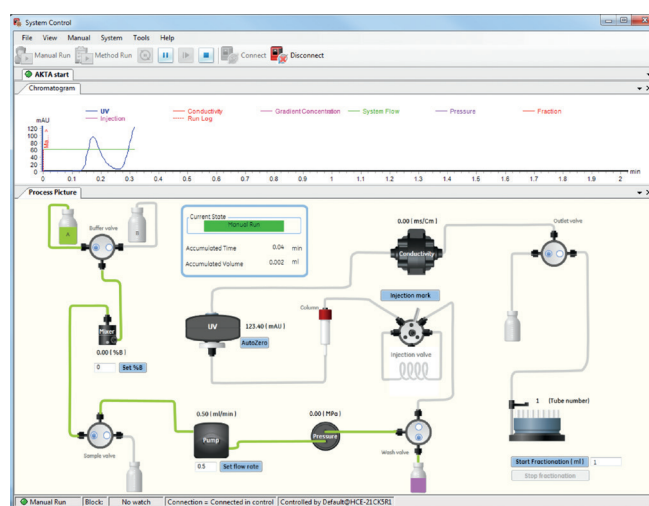 System Control
File View Manual System Tools Help
Manual Run Method Run Connect Disconnect
AKTA start
Chromatogram
UV Conductivity Gradient Concentration System Flow Pressure Fraction
Injection Run Log
mAU
120
100
80
60
40
20
0
0 0.1 0.2 0.3 0.4 0.5 0.6 0.7 0.8 0.9 1 1.1 1.2 1.3 1.4 1.5 1.6 1.7 1.8 1.9 2 min
Process Picture
Current State
Manual Run
Accumulated Time 0.04 min
Accumulated Volume 0.002 ml
Buffer valve
A
B
0.00 ( ms/Cm )
Conductivity
Outlet valve
Injection mark
Column
UV
123.40 ( mAU )
AutoZero
Injection valve
Mixer
0.00 ( %B )
0 Set %B
0.50 ( ml/min )
Pump
0.5 Set flow rate
0.00 ( MPa )
Pressure
Sample valve
Wash valve
1 (Tube number)
Start Fractionation ( ml ) 1
Stop fractionation
Manual Run Block: No watch Connection = Connected in control Controlled by Default@HCE-21CK5R1